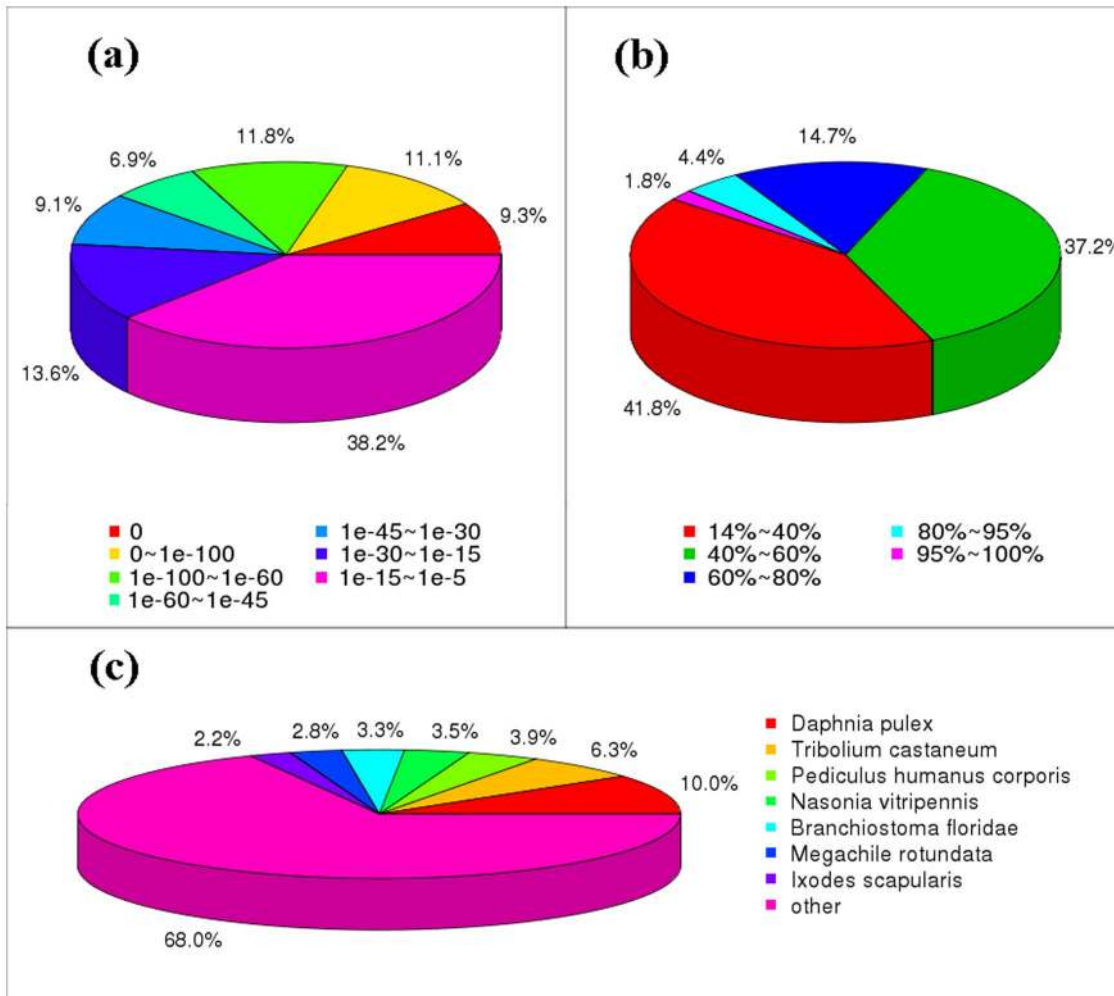 (a)
11.8%
11.1%
6.9%
9.1%
9.3%
13.6%
38.2%
0
0~1e-100
1e-100~1e-60
1e-60~1e-45
1e-45~1e-30
1e-30~1e-15
1e-15~1e-5
(b)
14.7%
4.4%
1.8%
37.2%
41.8%
14%~40%
40%~60%
60%~80%
80%~95%
95%~100%
(c)
2.2%
2.8%
3.3%
3.5%
3.9%
6.3%
10.0%
68.0%
Daphnia pulex
Tribolium castaneum
Pediculus humanus corporis
Nasonia vitripennis
Branchiostoma floridae
Megachile rotundata
Ixodes scapularis
other